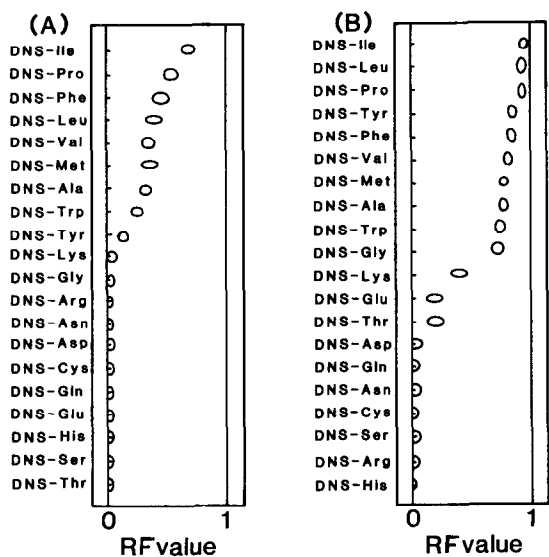 (A)
DNS-Ile
DNS-Pro
DNS-Phe
DNS-Leu
DNS-Val
DNS-Met
DNS-Ala
DNS-Trp
DNS-Tyr
DNS-Lys
DNS-Gly
DNS-Arg
DNS-Asn
DNS-Asp
DNS-Cys
DNS-Gln
DNS-Glu
DNS-His
DNS-Ser
DNS-Thr
0 1
RFvalue
(B)
DNS-Ile
DNS-Leu
DNS-Pro
DNS-Tyr
DNS-Phe
DNS-Val
DNS-Met
DNS-Ala
DNS-Trp
DNS-Gly
DNS-Lys
DNS-Glu
DNS-Thr
DNS-Asp
DNS-Gln
DNS-Asn
DNS-Cys
DNS-Ser
DNS-Arg
DNS-His
0 1
RFvalue